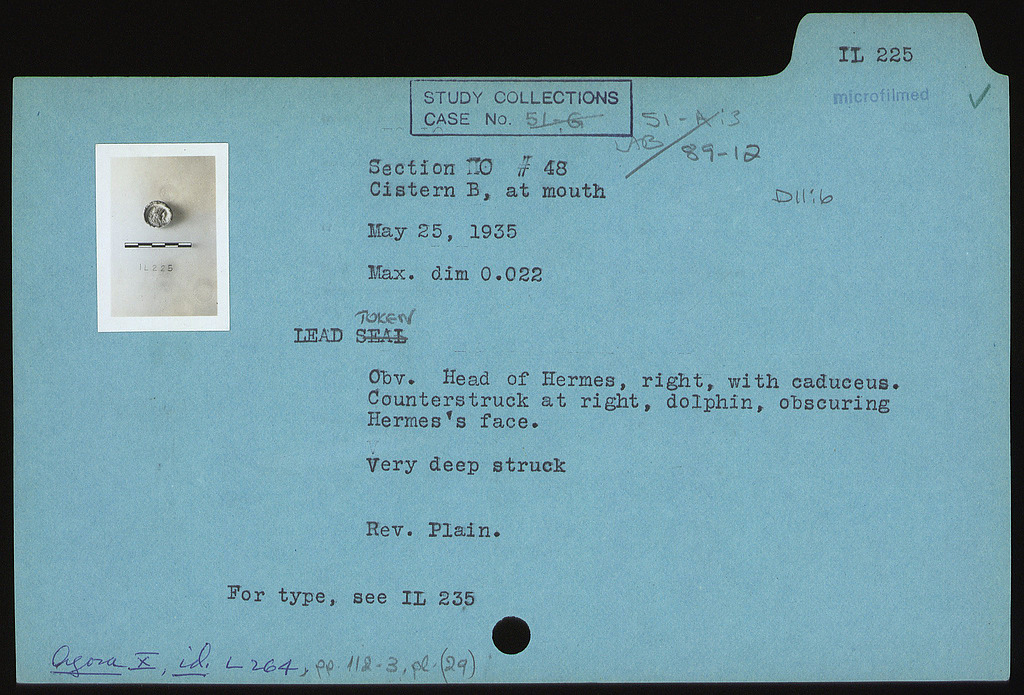 IL 225
microfilmed ✓
STUDY COLLECTIONS
CASE No. 51-G
51-A:3
LAB
89-12
Section ΠΘ # 48
Cistern B, at mouth
D11:6
May 25, 1935
Max. dim 0.022
IL 225
TOKEN
LEAD SEAL
Obv. Head of Hermes, right, with caduceus.
Counterstruck at right, dolphin, obscuring
Hermes's face.
Very deep struck
Rev. Plain.
For type, see IL 235
Agora X, id. L 264, pp. 112-3, pl. (29)